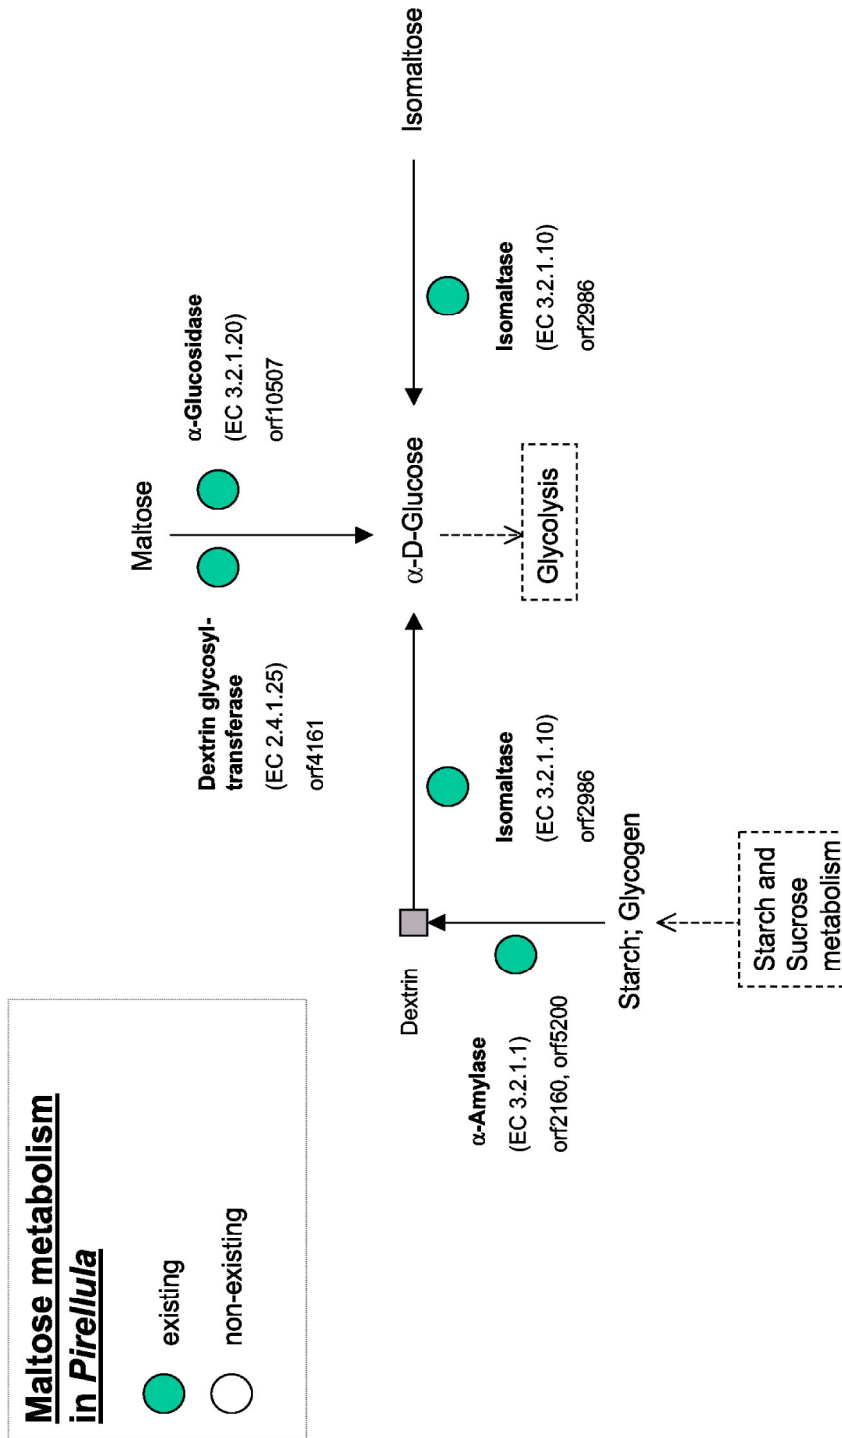 Maltose metabolism
in Pirellula
existing
non-existing
Maltose
Dextrin glycosyl-
transferase
(EC 2.4.1.25)
orf4161
α-Glucosidase
(EC 3.2.1.20)
orf10507
Dextrin
α-D-Glucose
Isomaltose
α-Amylase
(EC 3.2.1.1)
orf2160, orf5200
Isomaltase
(EC 3.2.1.10)
orf2986
Isomaltase
(EC 3.2.1.10)
orf2986
Glycolysis
Starch; Glycogen
Starch and
Sucrose
metabolism